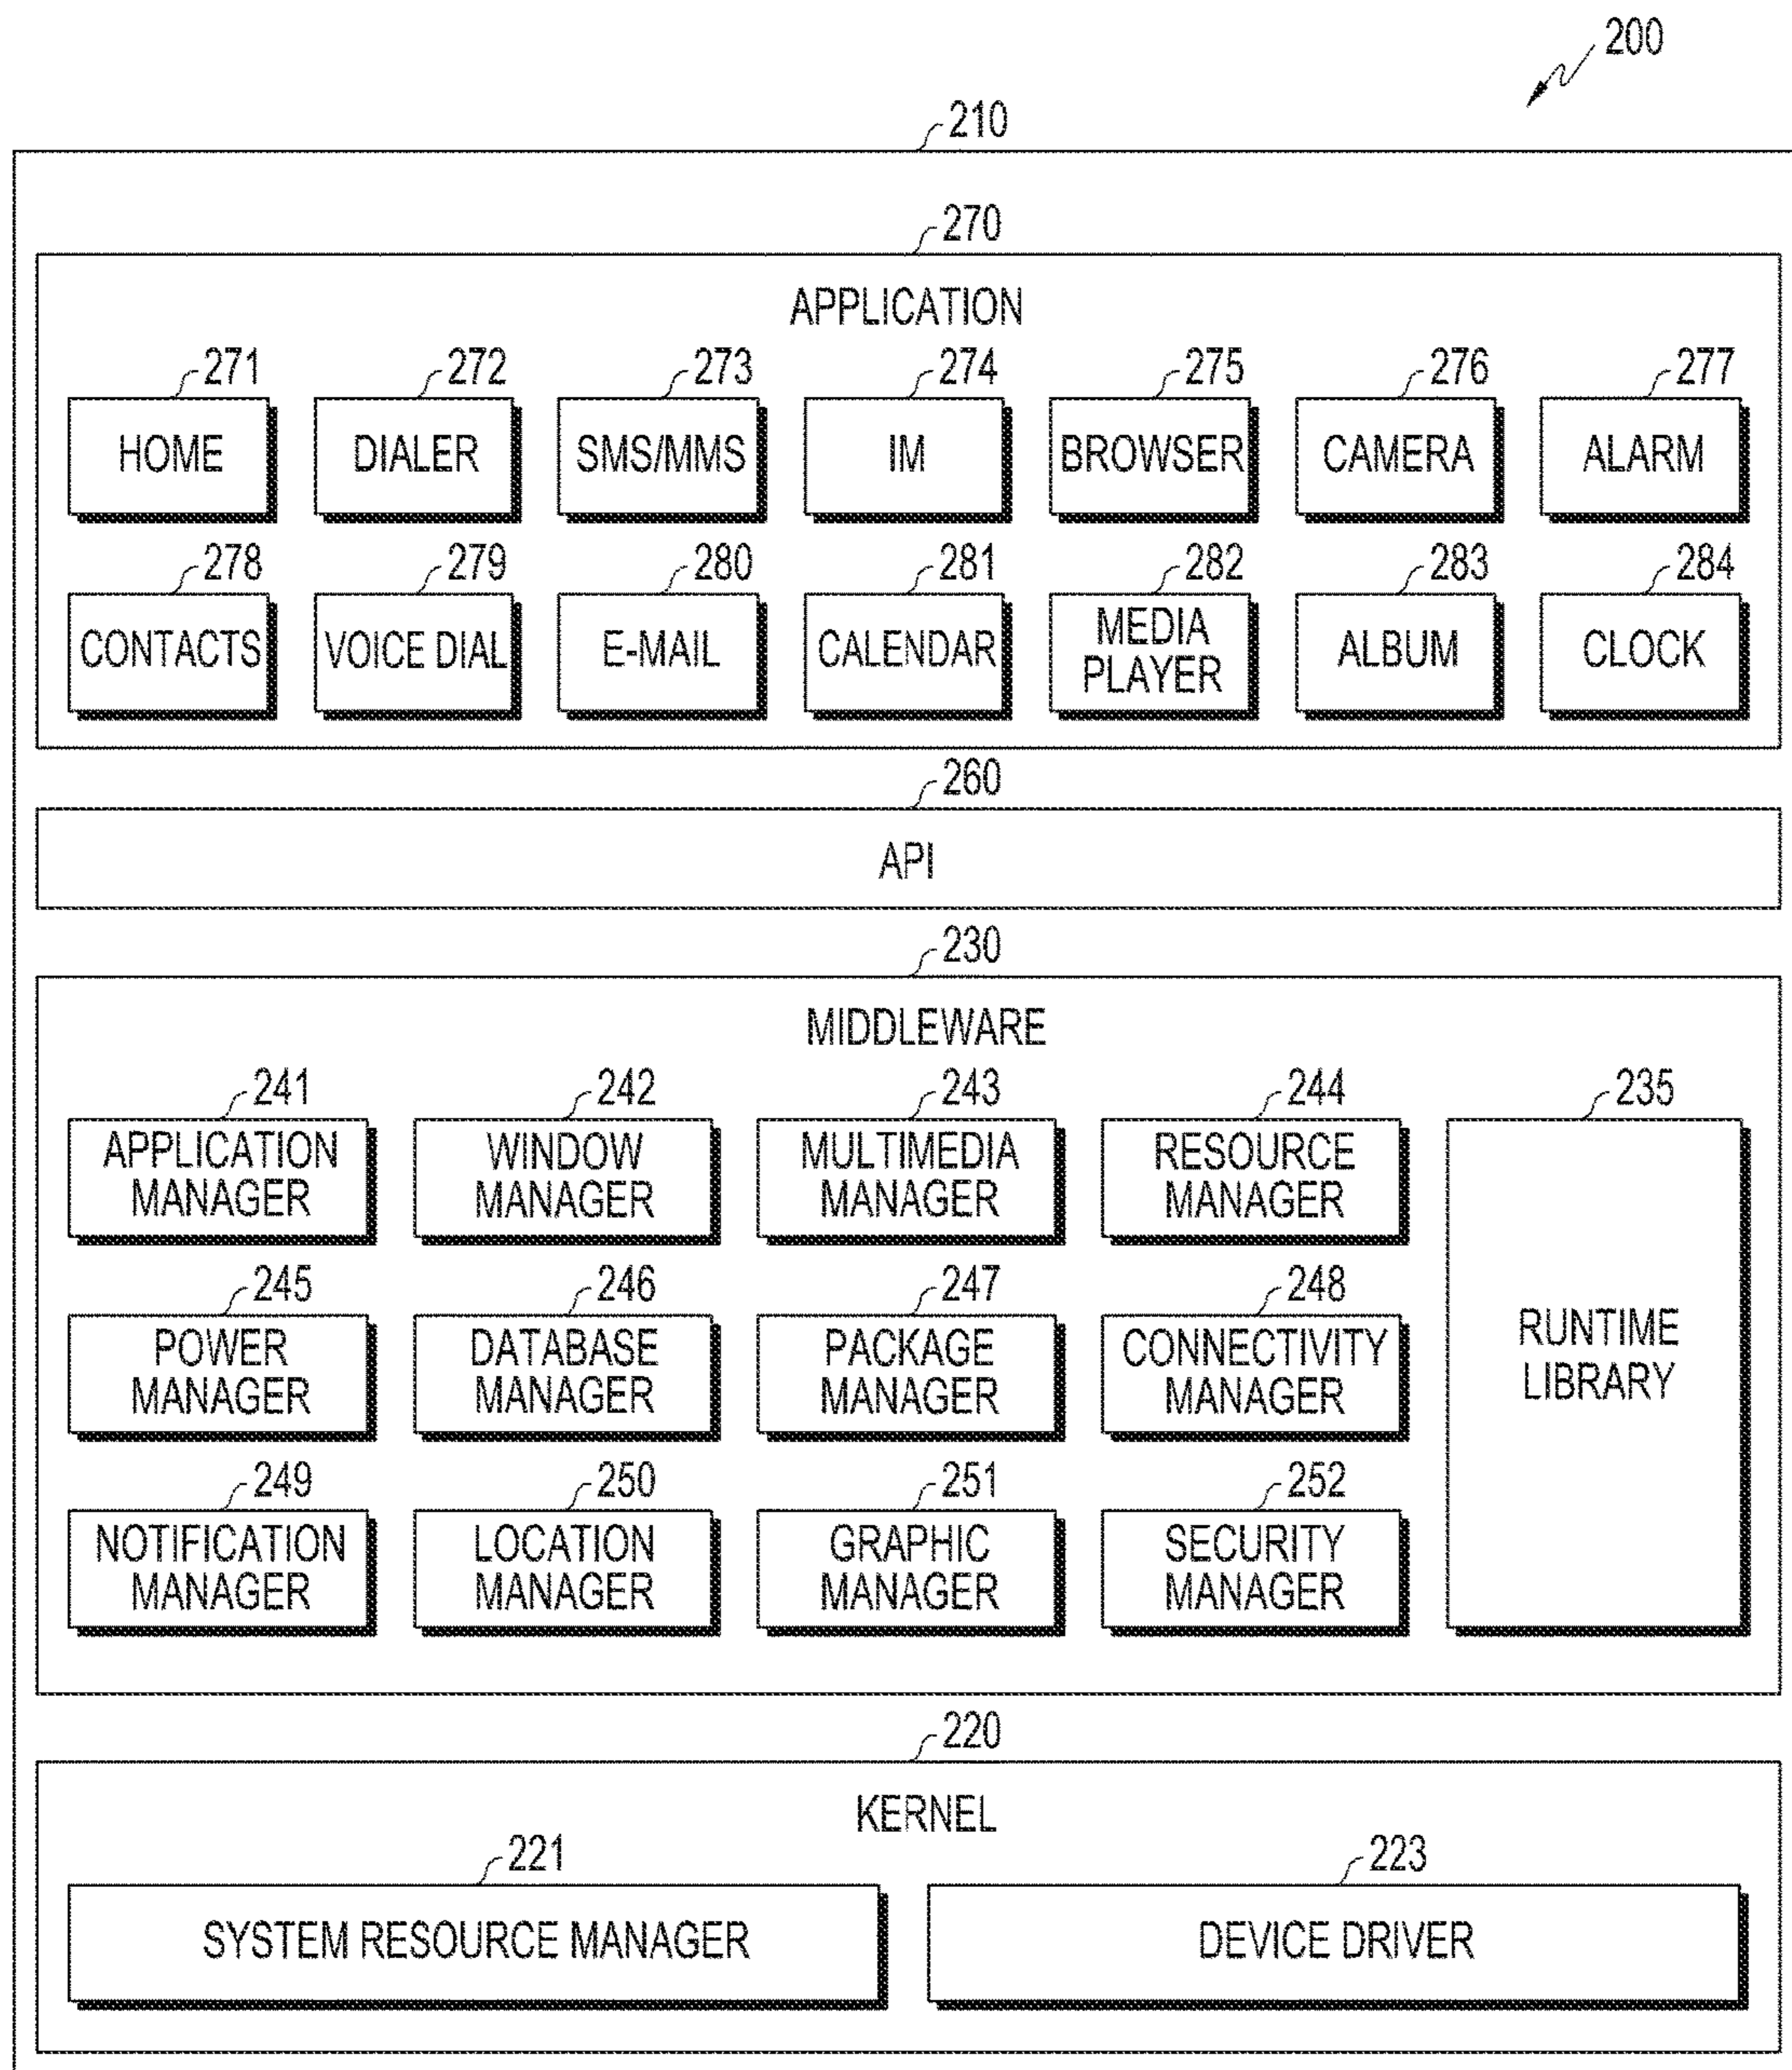 200
210
270
APPLICATION
271 272 273 274 275 276 277
HOME DIALER SMS/MMS IM BROWSER CAMERA ALARM
278 279 280 281 282 283 284
CONTACTS VOICE DIAL E-MAIL CALENDAR MEDIA PLAYER ALBUM CLOCK
260
API
230
MIDDLEWARE
241 242 243 244 235
APPLICATION MANAGER WINDOW MANAGER MULTIMEDIA MANAGER RESOURCE MANAGER
245 246 247 248
POWER MANAGER DATABASE MANAGER PACKAGE MANAGER CONNECTIVITY MANAGER RUNTIME LIBRARY
249 250 251 252
NOTIFICATION MANAGER LOCATION MANAGER GRAPHIC MANAGER SECURITY MANAGER
220
KERNEL
221 223
SYSTEM RESOURCE MANAGER DEVICE DRIVER